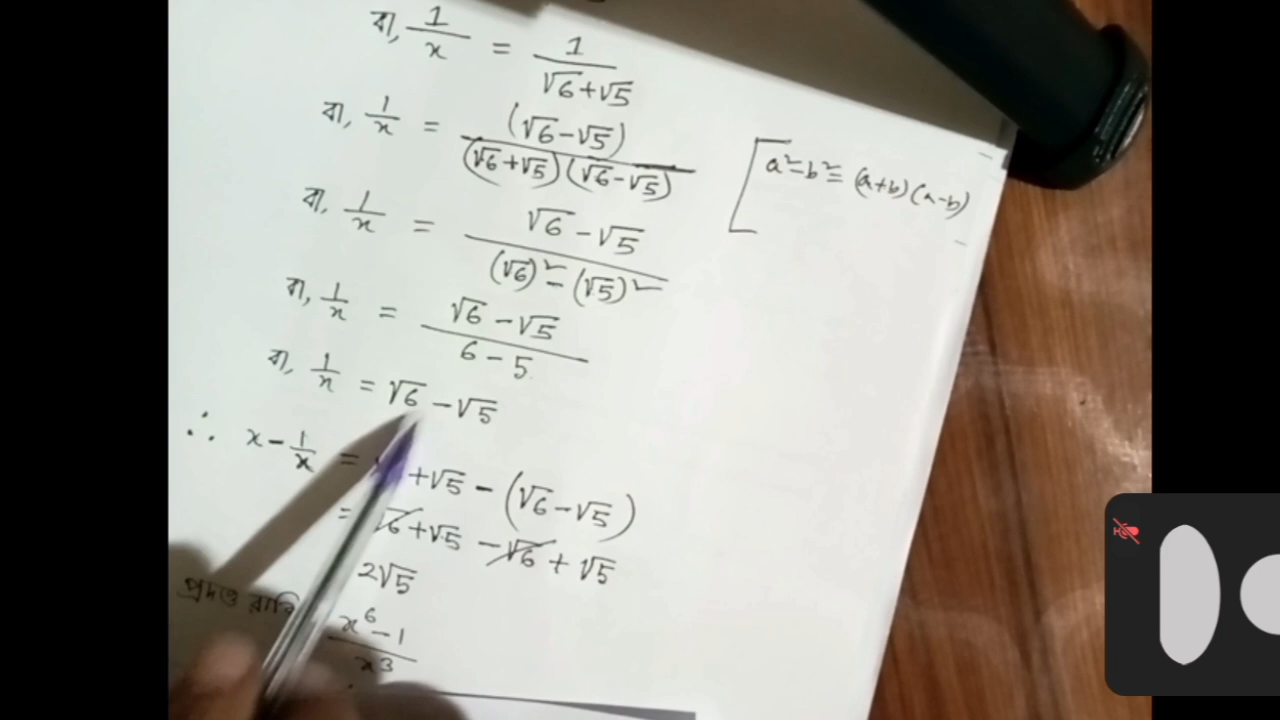 বা, 1/x = 1/(√6+√5)
বা, 1/x = (√6-√5)/(√6+√5)(√6-√5) [a²-b² = (a+b)(a-b)
বা, 1/x = (√6-√5)/((√6)²-(√5)²)
বা, 1/x = (√6-√5)/(6-5)
বা, 1/x = √6-√5
∴ x-1/x = +√5-(√6-√5)
= √6+√5-√6+√5
2√5
প্রদত্ত রাশি (x⁶-1)/x³